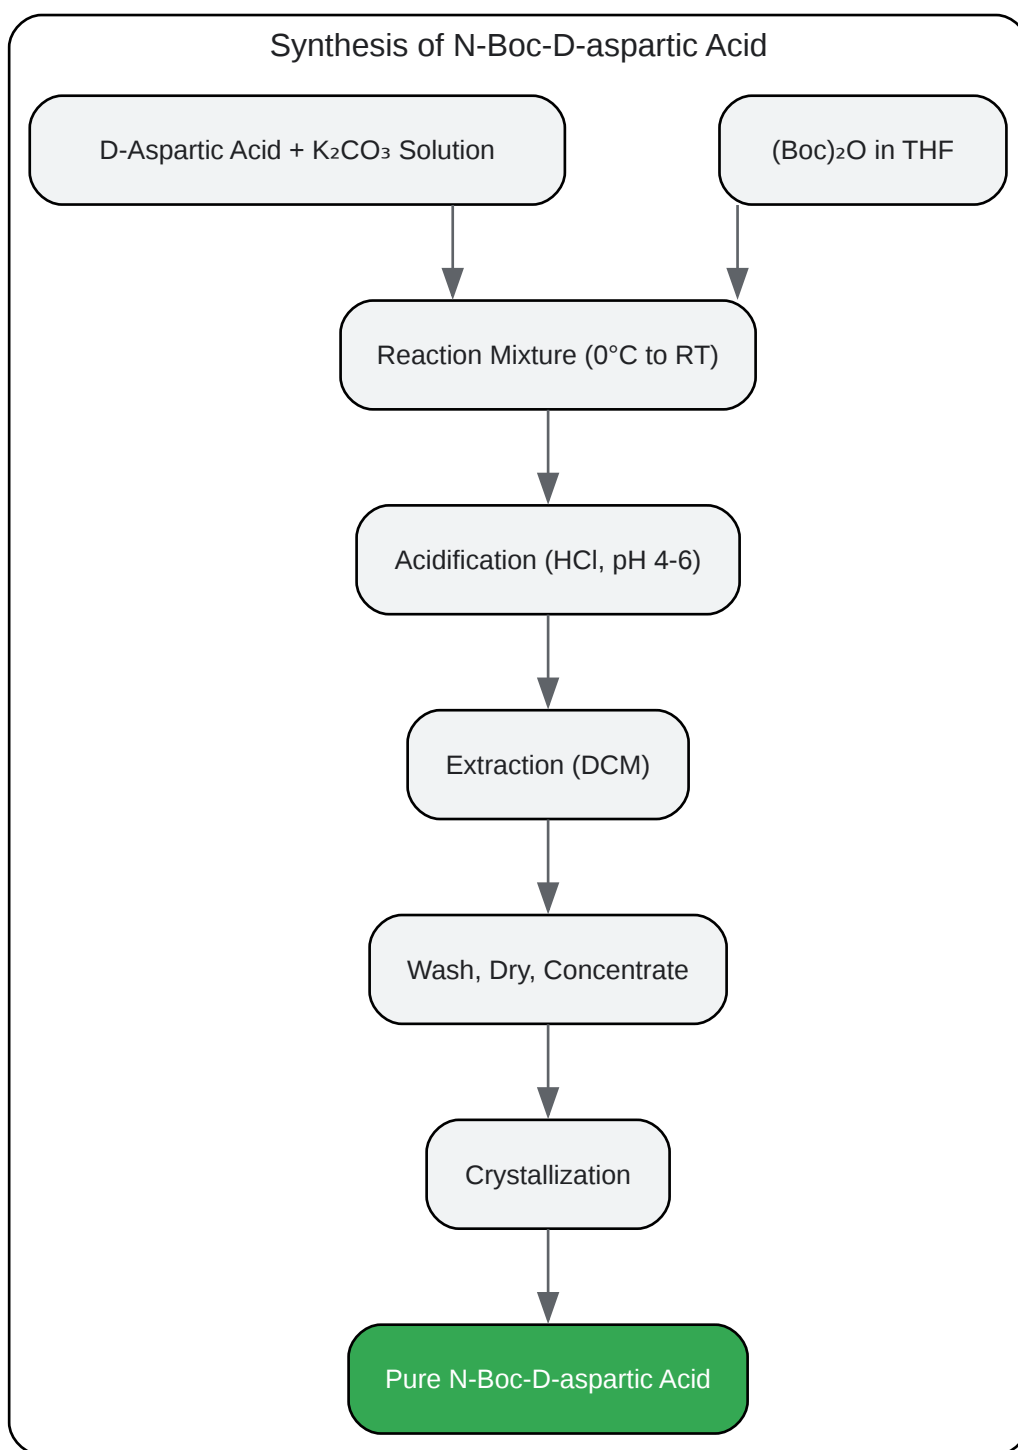 Synthesis of N-Boc-D-aspartic Acid
D-Aspartic Acid + K₂CO₃ Solution
(Boc)₂O in THF
Reaction Mixture (0°C to RT)
Acidification (HCl, pH 4-6)
Extraction (DCM)
Wash, Dry, Concentrate
Crystallization
Pure N-Boc-D-aspartic Acid